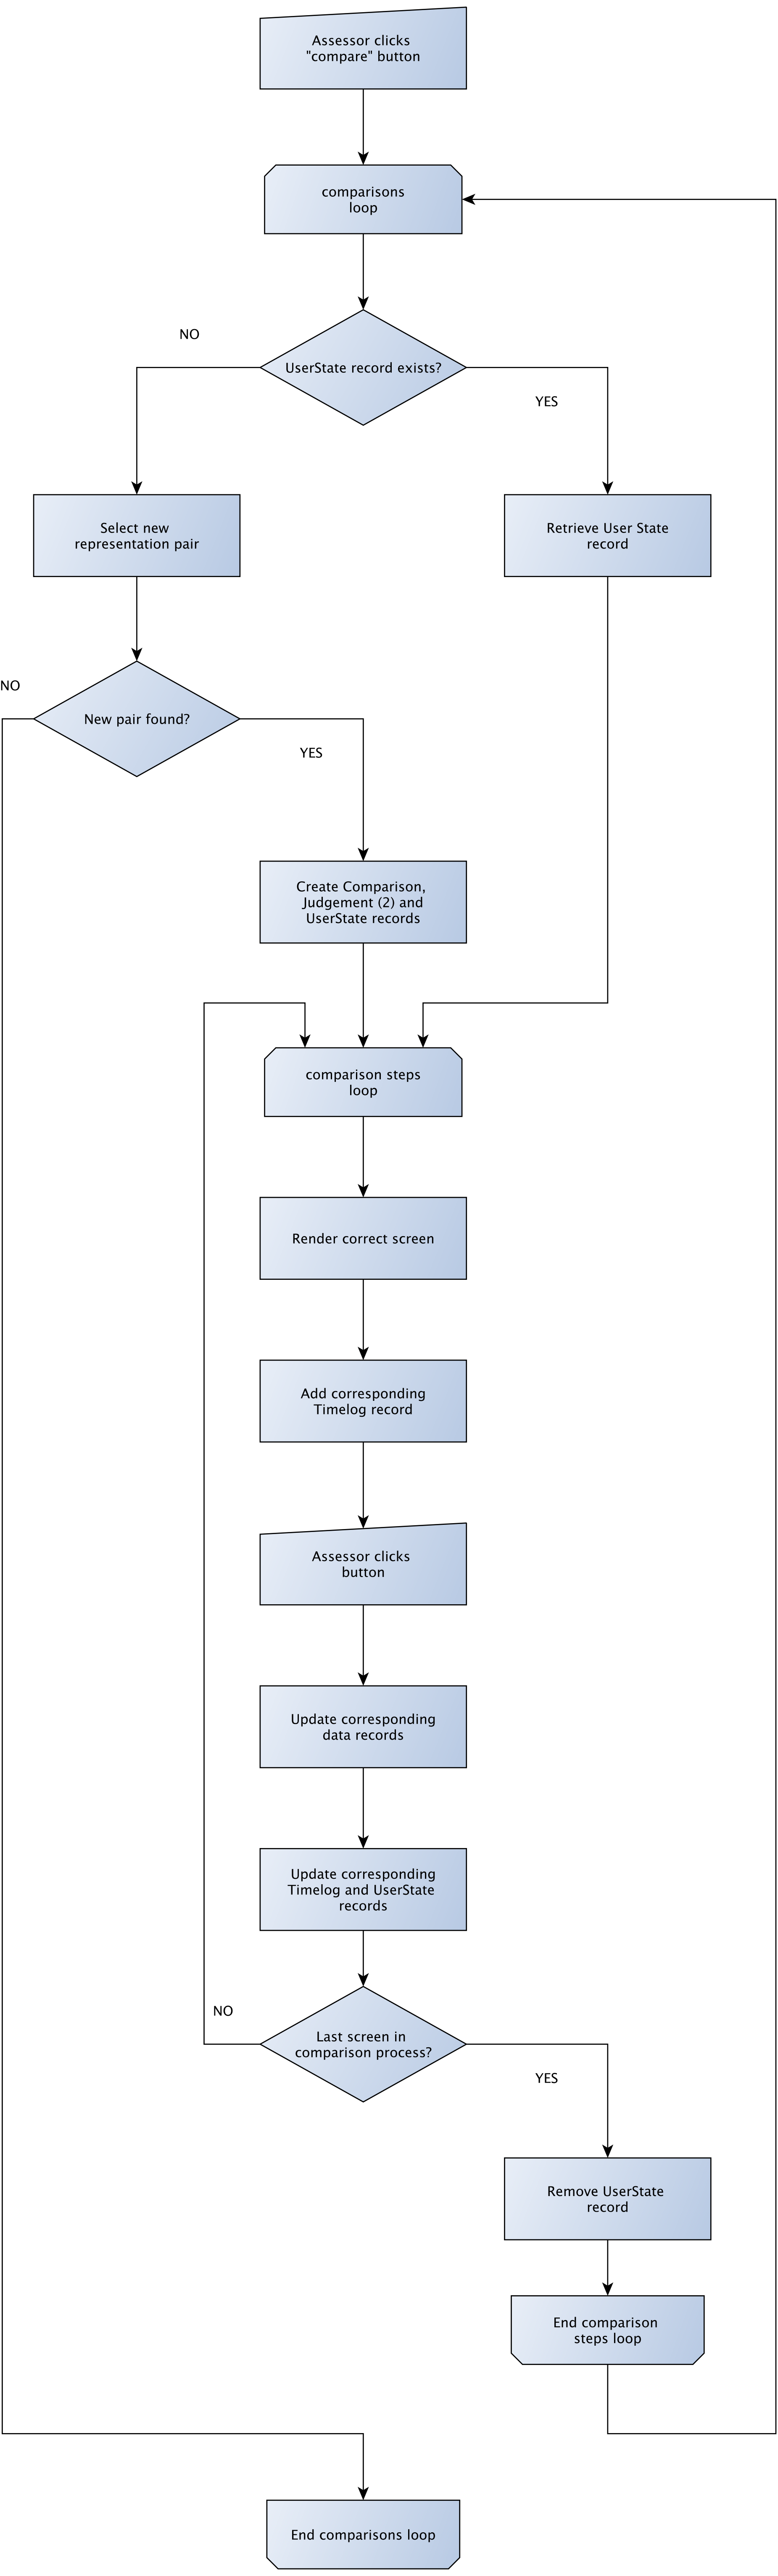 Assessor clicks
"compare" button
comparisons
loop
NO
UserState record exists?
YES
Select new
representation pair
Retrieve User State
record
NO
New pair found?
YES
Create Comparison,
Judgement (2) and
UserState records
comparison steps
loop
Render correct screen
Add corresponding
Timelog record
Assessor clicks
button
Update corresponding
data records
Update corresponding
Timelog and UserState
records
NO
Last screen in
comparison process?
YES
Remove UserState
record
End comparison
steps loop
End comparisons loop